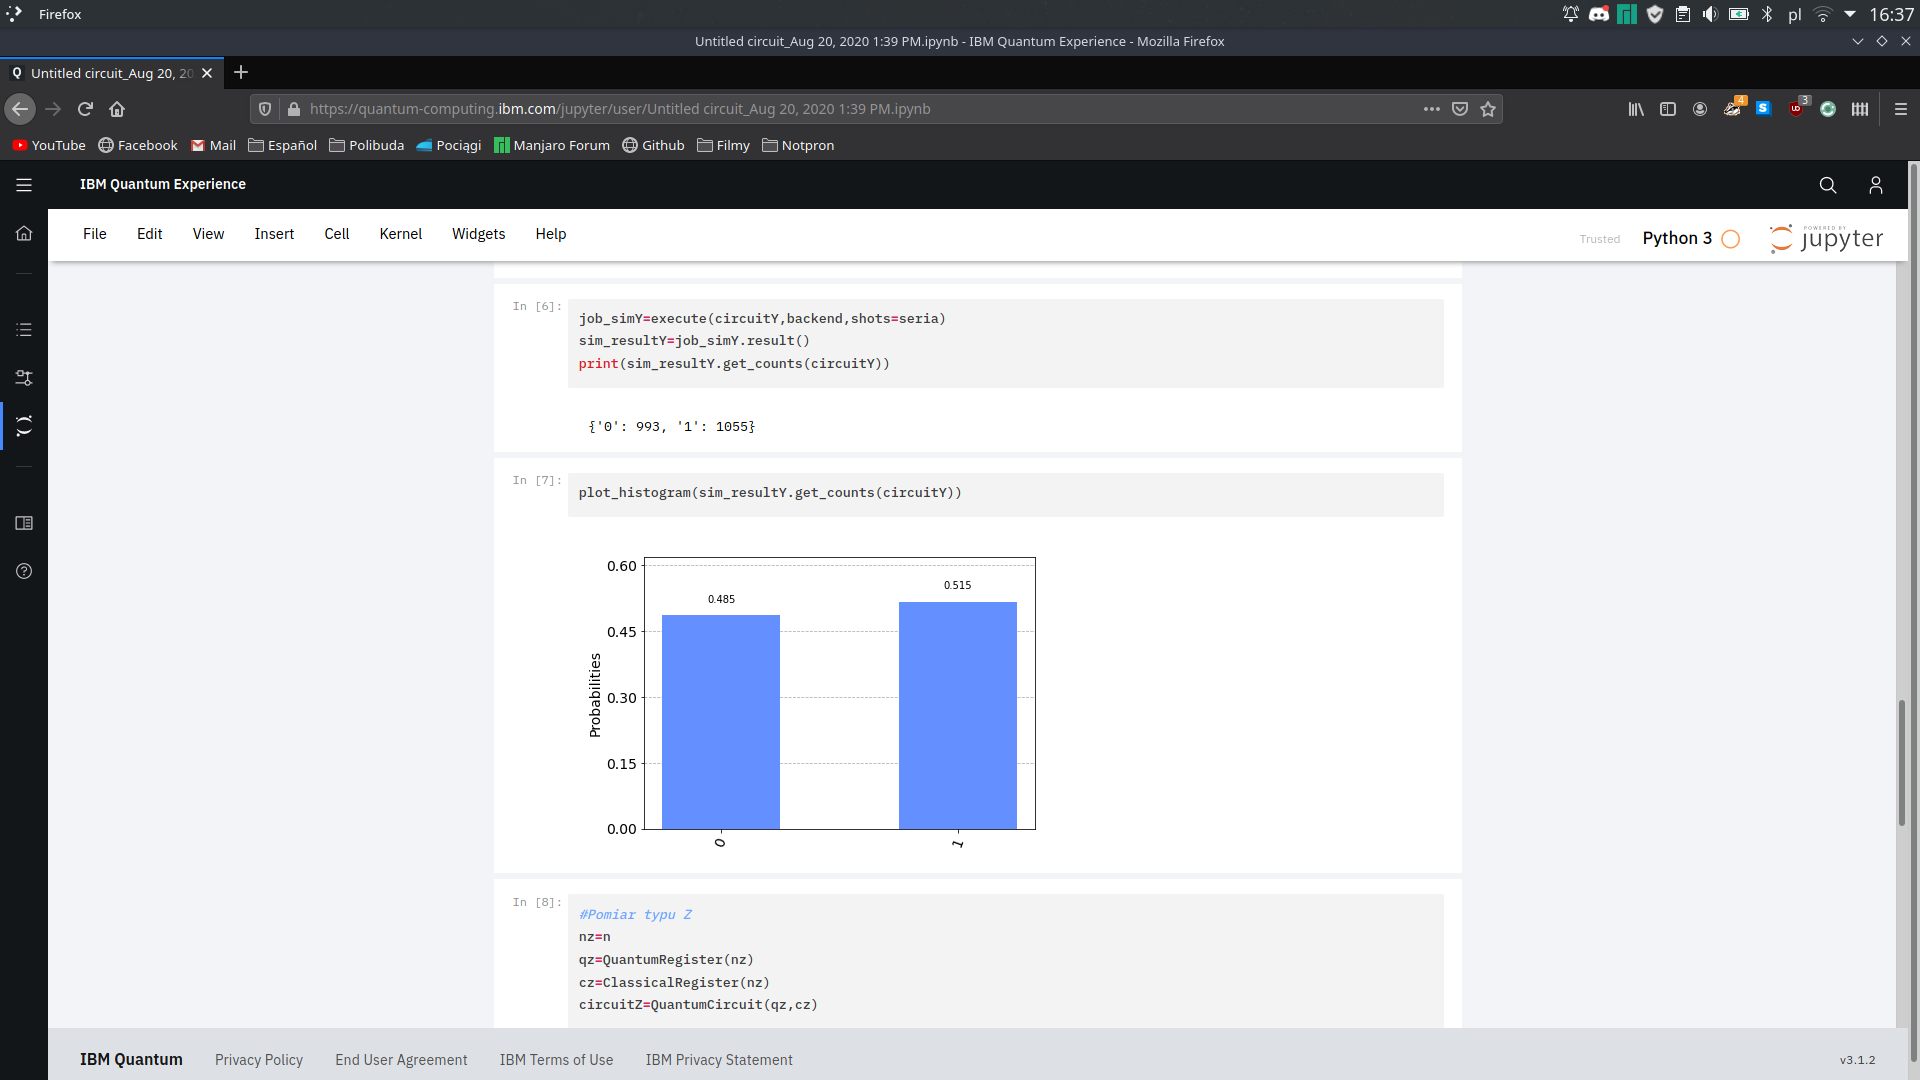 Firefox
pl
16:37
Untitled circuit_Aug 20, 2020 1:39 PM.ipynb - IBM Quantum Experience - Mozilla Firefox
Q Untitled circuit_Aug 20, 20
https://quantum-computing.ibm.com/jupyter/user/Untitled circuit_Aug 20, 2020 1:39 PM.ipynb
4
S
3
YouTube Facebook Mail Español Polibuda Pociągi Manjaro Forum Github Filmy Notpron
IBM Quantum Experience
File Edit View Insert Cell Kernel Widgets Help
Trusted Python 3
POWERED BY
jupyter
In [6]:
job_simY=execute(circuitY,backend,shots=seria)
sim_resultY=job_simY.result()
print(sim_resultY.get_counts(circuitY))
{'0': 993, '1': 1055}
In [7]:
plot_histogram(sim_resultY.get_counts(circuitY))
0.60
0.45
0.30
0.15
0.00
Probabilities
0.485
0.515
0
1
In [8]:
#Pomiar typu Z
nz=n
qz=QuantumRegister(nz)
cz=ClassicalRegister(nz)
circuitZ=QuantumCircuit(qz,cz)
IBM Quantum Privacy Policy End User Agreement IBM Terms of Use IBM Privacy Statement
v3.1.2